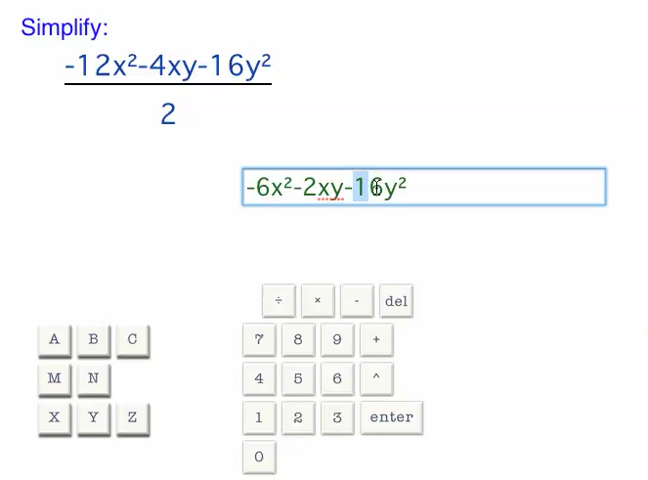 Simplify:
-12x²-4xy-16y²
2
-6x²-2xy-16y²
÷ × - del
A B C 7 8 9 +
M N 4 5 6 ^
X Y Z 1 2 3 enter
0